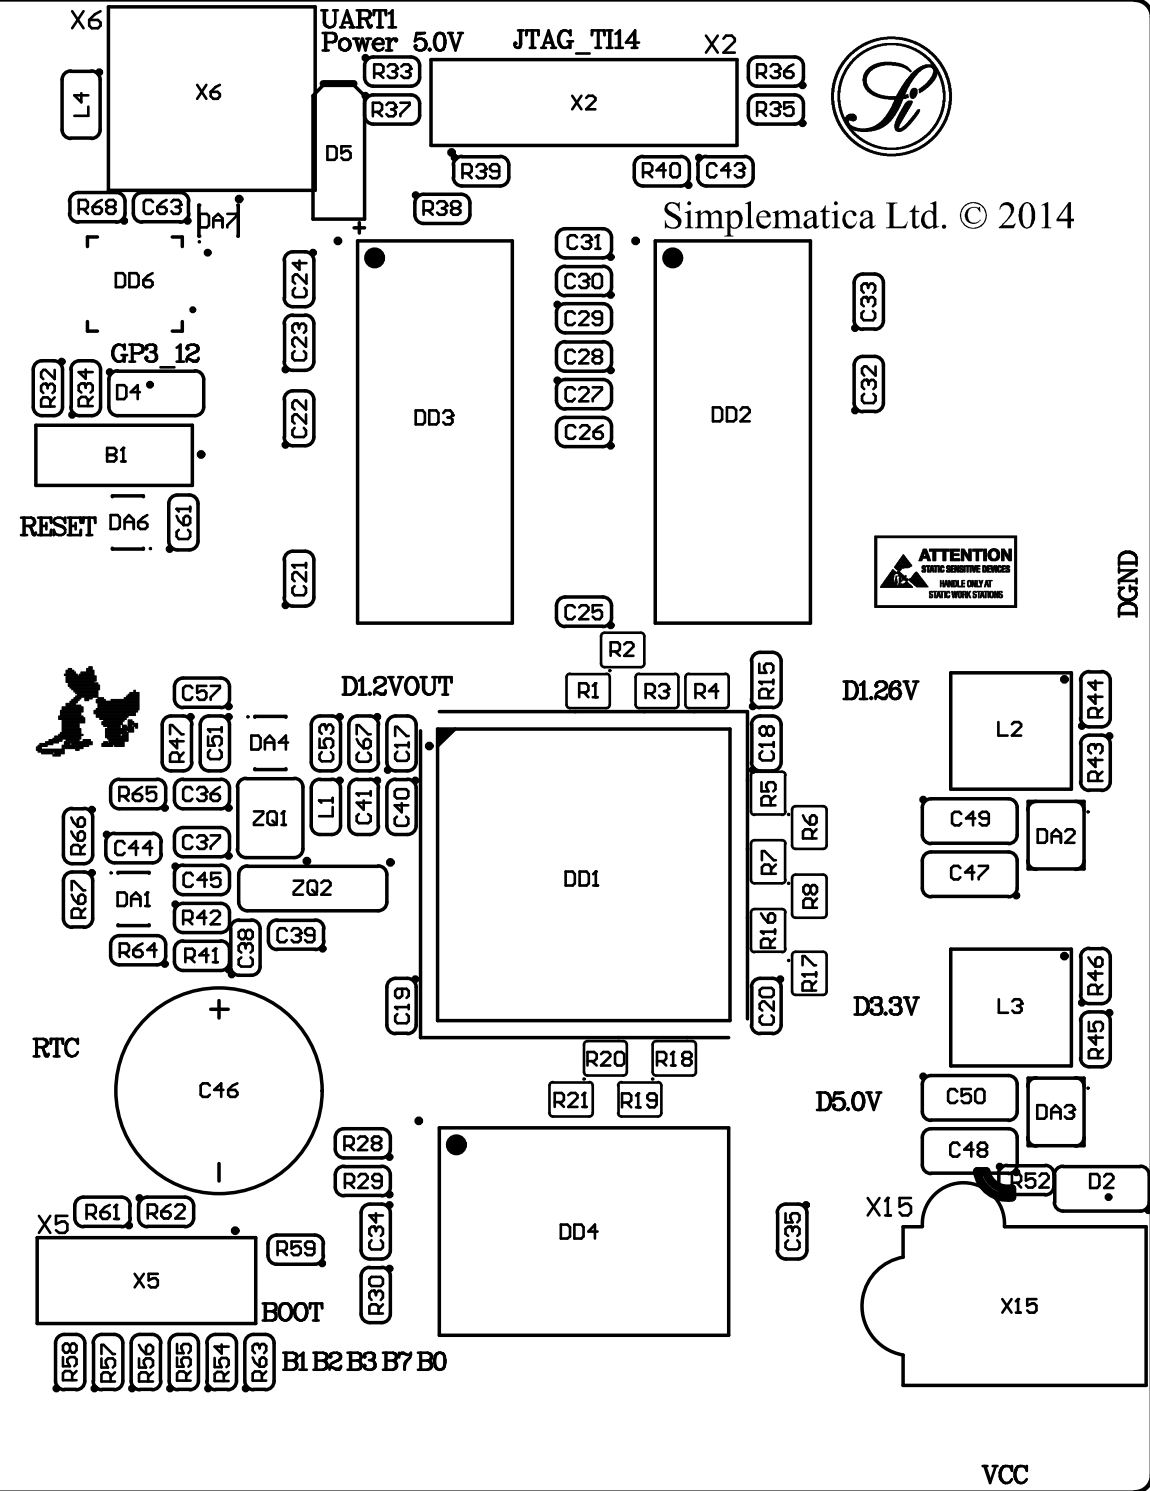 X6
UART1
Power 5.0V
JTAG_TI14
X2
R33
R36
L4
X6
X2
R37
R35
D5
R39
R40
C43
R68
C63
DA7
R38
Simplematica Ltd. © 2014
C31
DD6
C24
C30
C33
C29
C23
GP3_12
C28
R32
R34
D4
C27
C32
C22
DD3
DD2
C26
B1
RESET
DA6
C61
ATTENTION
STATIC SENSITIVE DEVICES
HANDLE ONLY AT
STATIC WORK STATIONS
C21
DGND
C25
R2
C57
D1.2VOUT
R1
R3
R4
R15
D1.26V
R44
R47
C51
DA4
C53
C67
C17
C18
L2
R43
R65
C36
L1
C41
C40
R5
ZQ1
R6
C49
R66
C44
C37
DA2
R7
C45
DD1
C47
R67
DA1
ZQ2
R8
R42
R16
R64
R41
C38
C39
R17
R46
C19
C20
D3.3V
L3
RTC
R45
R20
R18
C46
R21
R19
D5.0V
C50
DA3
R28
C48
R29
R52
D2
X5
R61
R62
C34
DD4
C35
X15
R59
X5
R30
X15
BOOT
R58
R57
R56
R55
R54
R63
B1 B2 B3 B7 B0
VCC